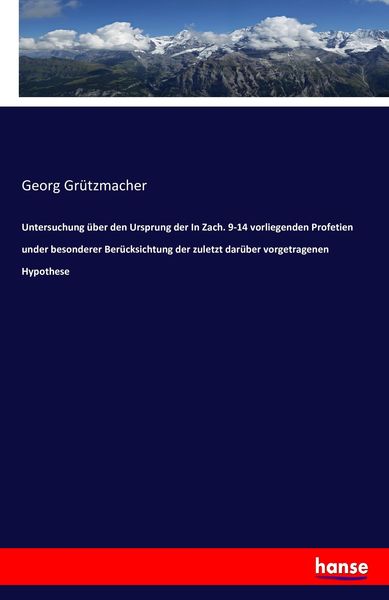 Georg Grützmacher
Untersuchung über den Ursprung der In Zach. 9-14 vorliegenden Profetien
under besonderer Berücksichtung der zuletzt darüber vorgetragenen
Hypothese
hanse